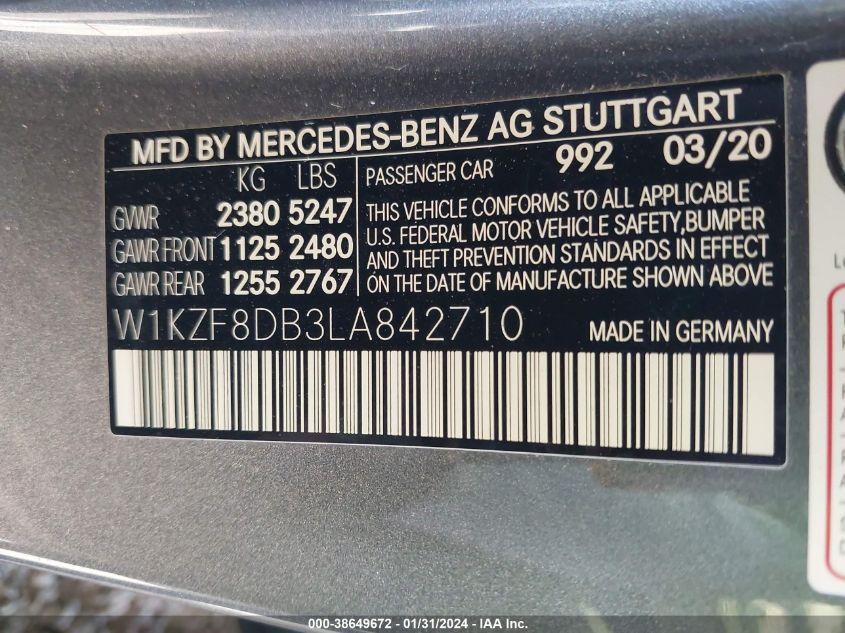 MFD BY MERCEDES-BENZ AG STUTTGART
KG LBS
PASSENGER CAR 992 03/20
GVWR 2380 5247
GAWR FRONT 1125 2480
GAWR REAR 1255 2767
THIS VEHICLE CONFORMS TO ALL APPLICABLE
U.S. FEDERAL MOTOR VEHICLE SAFETY,BUMPER
AND THEFT PREVENTION STANDARDS IN EFFECT
ON THE DATE OF MANUFACTURE SHOWN ABOVE
W1KZF8DB3LA842710 MADE IN GERMANY
000-38649672 - 01/31/2024 - IAA Inc.